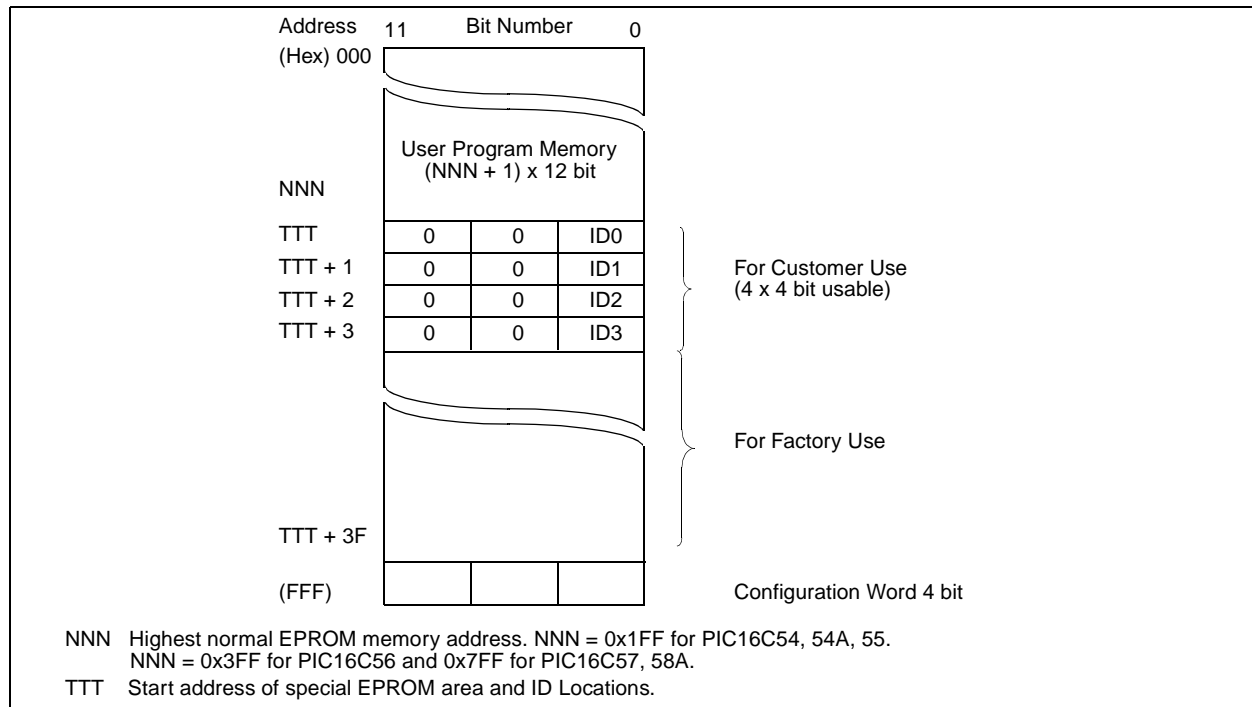 Address 11 Bit Number 0
(Hex) 000
User Program Memory
(NNN + 1) x 12 bit
NNN
TTT 0 0 ID0
TTT + 1 0 0 ID1
TTT + 2 0 0 ID2
TTT + 3 0 0 ID3
For Customer Use
(4 x 4 bit usable)
For Factory Use
TTT + 3F
(FFF) Configuration Word 4 bit
NNN Highest normal EPROM memory address. NNN = 0x1FF for PIC16C54, 54A, 55.
NNN = 0x3FF for PIC16C56 and 0x7FF for PIC16C57, 58A.
TTT Start address of special EPROM area and ID Locations.